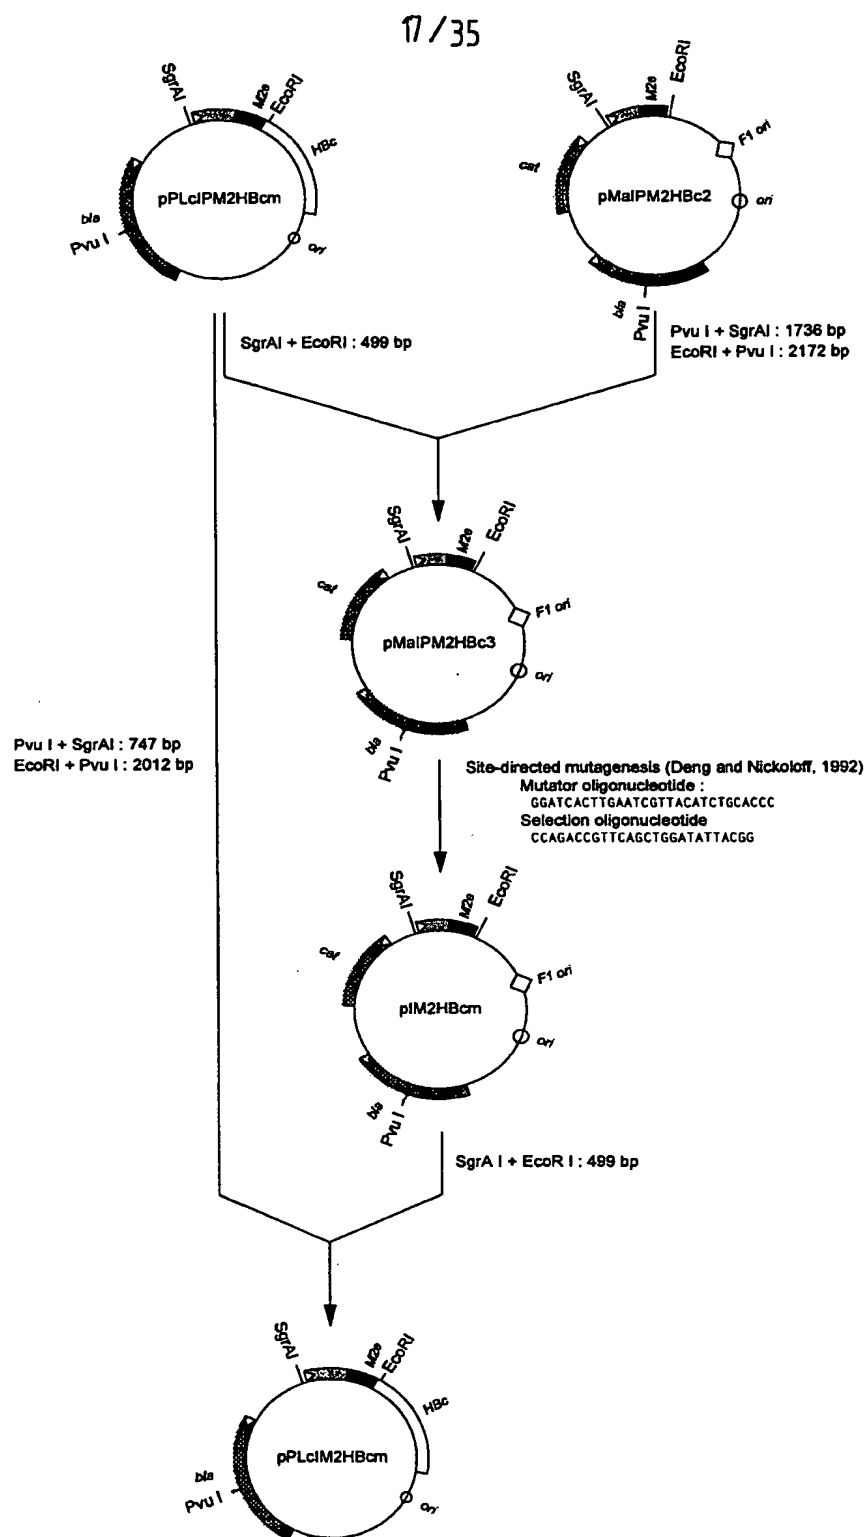 17/35
SgrAI
M2e
EcoRI
HBc
bla
Pvu I
ori
pPLcIPM2HBcm
SgrAI
M2e
EcoRI
F1 ori
cat
ori
pMalPM2HBc2
bla
Pvu I
SgrAI + EcoRI : 499 bp
Pvu I + SgrAI : 1736 bp
EcoRI + Pvu I : 2172 bp
SgrAI
M2e
EcoRI
cat
F1 ori
pMalPM2HBc3
ori
bla
Pvu I
Pvu I + SgrAI : 747 bp
EcoRI + Pvu I : 2012 bp
Site-directed mutagenesis (Deng and Nickoloff, 1992)
Mutator oligonucleotide :
GGATCACTTGAATCGTTACATCTGCACCC
Selection oligonucleotide
CCAGACCGTTCAGCTGGATATTACGG
SgrAI
M2e
EcoRI
cat
F1 ori
pIM2HBcm
ori
bla
Pvu I
SgrA I + EcoR I : 499 bp
SgrAI
M2e
EcoRI
HBc
pPLcIM2HBcm
bla
Pvu I
ori